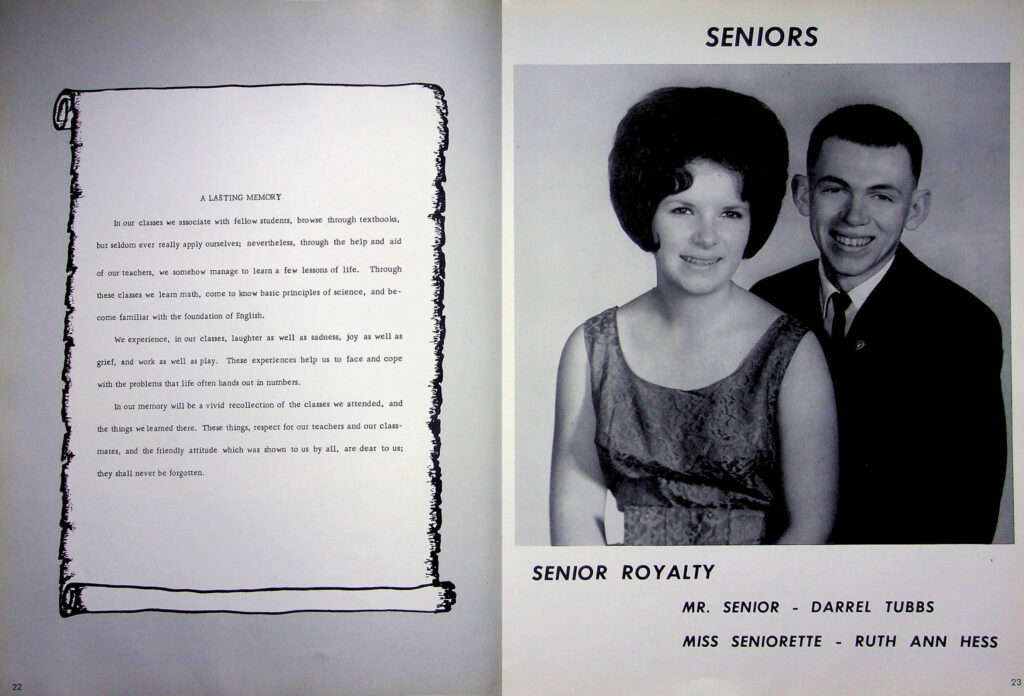 A LASTING MEMORY
In our classes we associate with fellow students, browse through textbooks,
but seldom ever really apply ourselves; nevertheless, through the help and aid
of our teachers, we somehow manage to learn a few lessons of life. Through
these classes we learn math, come to know basic principles of science, and be-
come familiar with the foundation of English.
We experience, in our classes, laughter as well as sadness, joy as well as
grief, and work as well as play. These experiences help us to face and cope
with the problems that life often hands out in numbers.
In our memory will be a vivid recollection of the classes we attended, and
the things we learned there. These things, respect for our teachers and our class-
mates, and the friendly attitude which was shown to us by all, are dear to us;
they shall never be forgotten.
22
SENIORS
SENIOR ROYALTY
MR. SENIOR - DARREL TUBBS
MISS SENIORETTE - RUTH ANN HESS
23